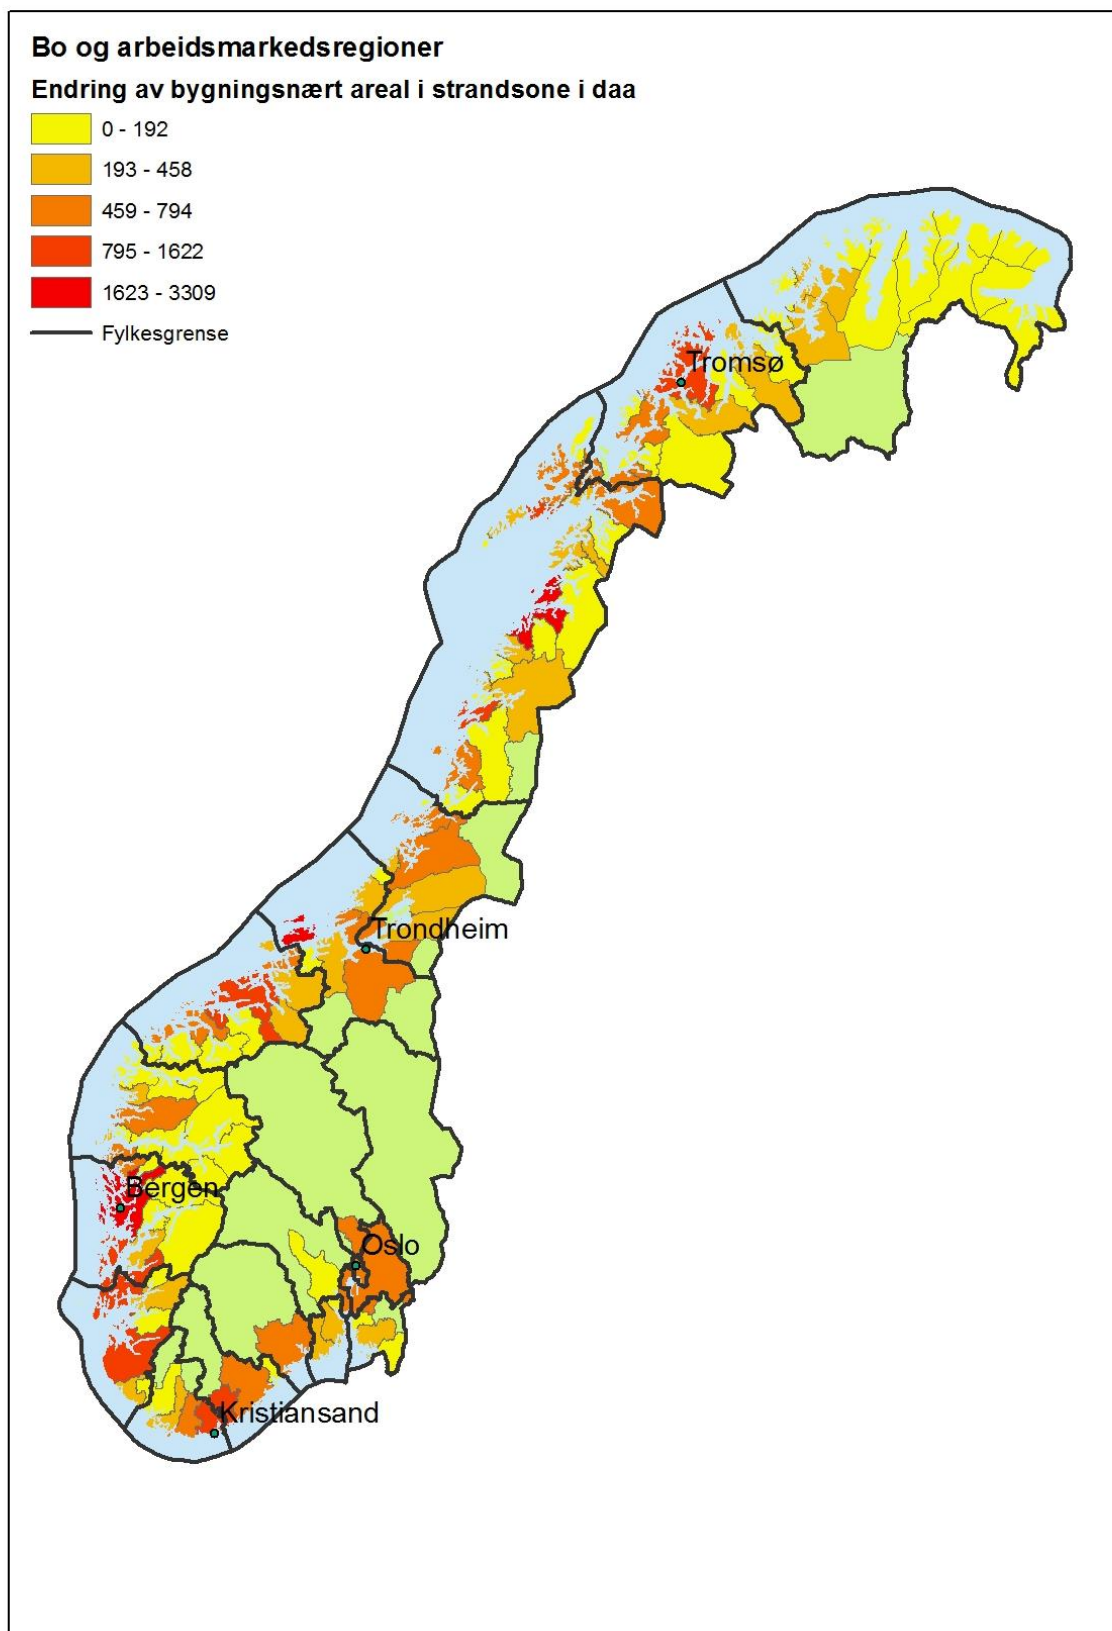 Bo og arbeidsmarkedsregioner
Endring av bygningsnært areal i strandsone i daa
0 - 192
193 - 458
459 - 794
795 - 1622
1623 - 3309
Fylkesgrense
Tromsø
Trondheim
Bergen
Oslo
Kristiansand